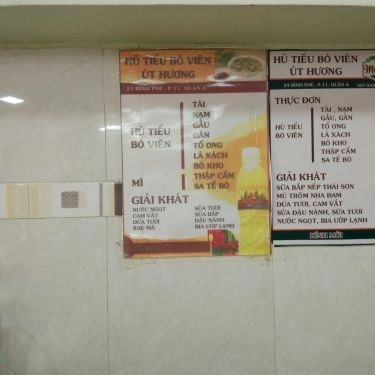 HỦ TIẾU BÒ VIÊN
ÚT HƯƠNG
24 BÌNH PHÚ, P 11, QUẬN 6
HỦ TIẾU
BÒ VIÊN
MÌ
TÁI
NẠM
GẦU
GÂN
TỔ ONG
LÁ XÁCH
BÒ KHO
THẬP CẨM
SA TẾ BÒ
GIẢI KHÁT
NƯỚC NGỌT
CAM VẮT
DỪA TƯƠI
RAU MÁ
SỮA TƯƠI
SỮA BẮP
ĐẬU NÀNH
BIA ƯỚP LẠNH
HỦ TIẾU BÒ VIÊN
ÚT HƯƠNG
24 BÌNH PHÚ, P 11, QUẬN 6
THỰC ĐƠN
HỦ TIẾU
BÒ VIÊN
TÁI, NẠM
GẦU, GÂN
TỔ ONG
LÁ XÁCH
BÒ KHO
THẬP CẨM
SA TẾ BÒ
GIẢI KHÁT
SỮA BẮP NẾP THÁI SƠN
MỦ TRÔM NHA ĐAM
DỪA TƯƠI, CAM VẮT
SỮA ĐẬU NÀNH, SỮA TƯƠI
NƯỚC NGỌT, BIA ƯỚP LẠNH
KÍNH MỜI